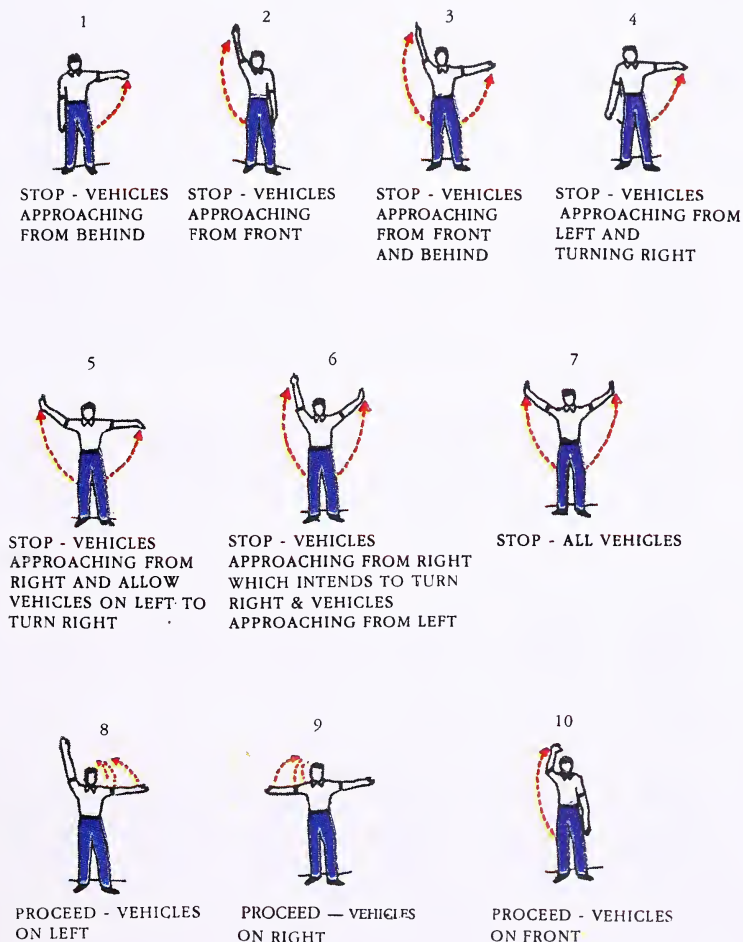 1
STOP - VEHICLES
APPROACHING
FROM BEHIND
2
STOP - VEHICLES
APPROACHING
FROM FRONT
3
STOP - VEHICLES
APPROACHING
FROM FRONT
AND BEHIND
4
STOP - VEHICLES
APPROACHING FROM
LEFT AND
TURNING RIGHT
5
STOP - VEHICLES
APPROACHING FROM
RIGHT AND ALLOW
VEHICLES ON LEFT TO
TURN RIGHT
6
STOP - VEHICLES
APPROACHING FROM RIGHT
WHICH INTENDS TO TURN
RIGHT & VEHICLES
APPROACHING FROM LEFT
7
STOP - ALL VEHICLES
8
PROCEED - VEHICLES
ON LEFT
9
PROCEED — VEHICLES
ON RIGHT
10
PROCEED - VEHICLES
ON FRONT